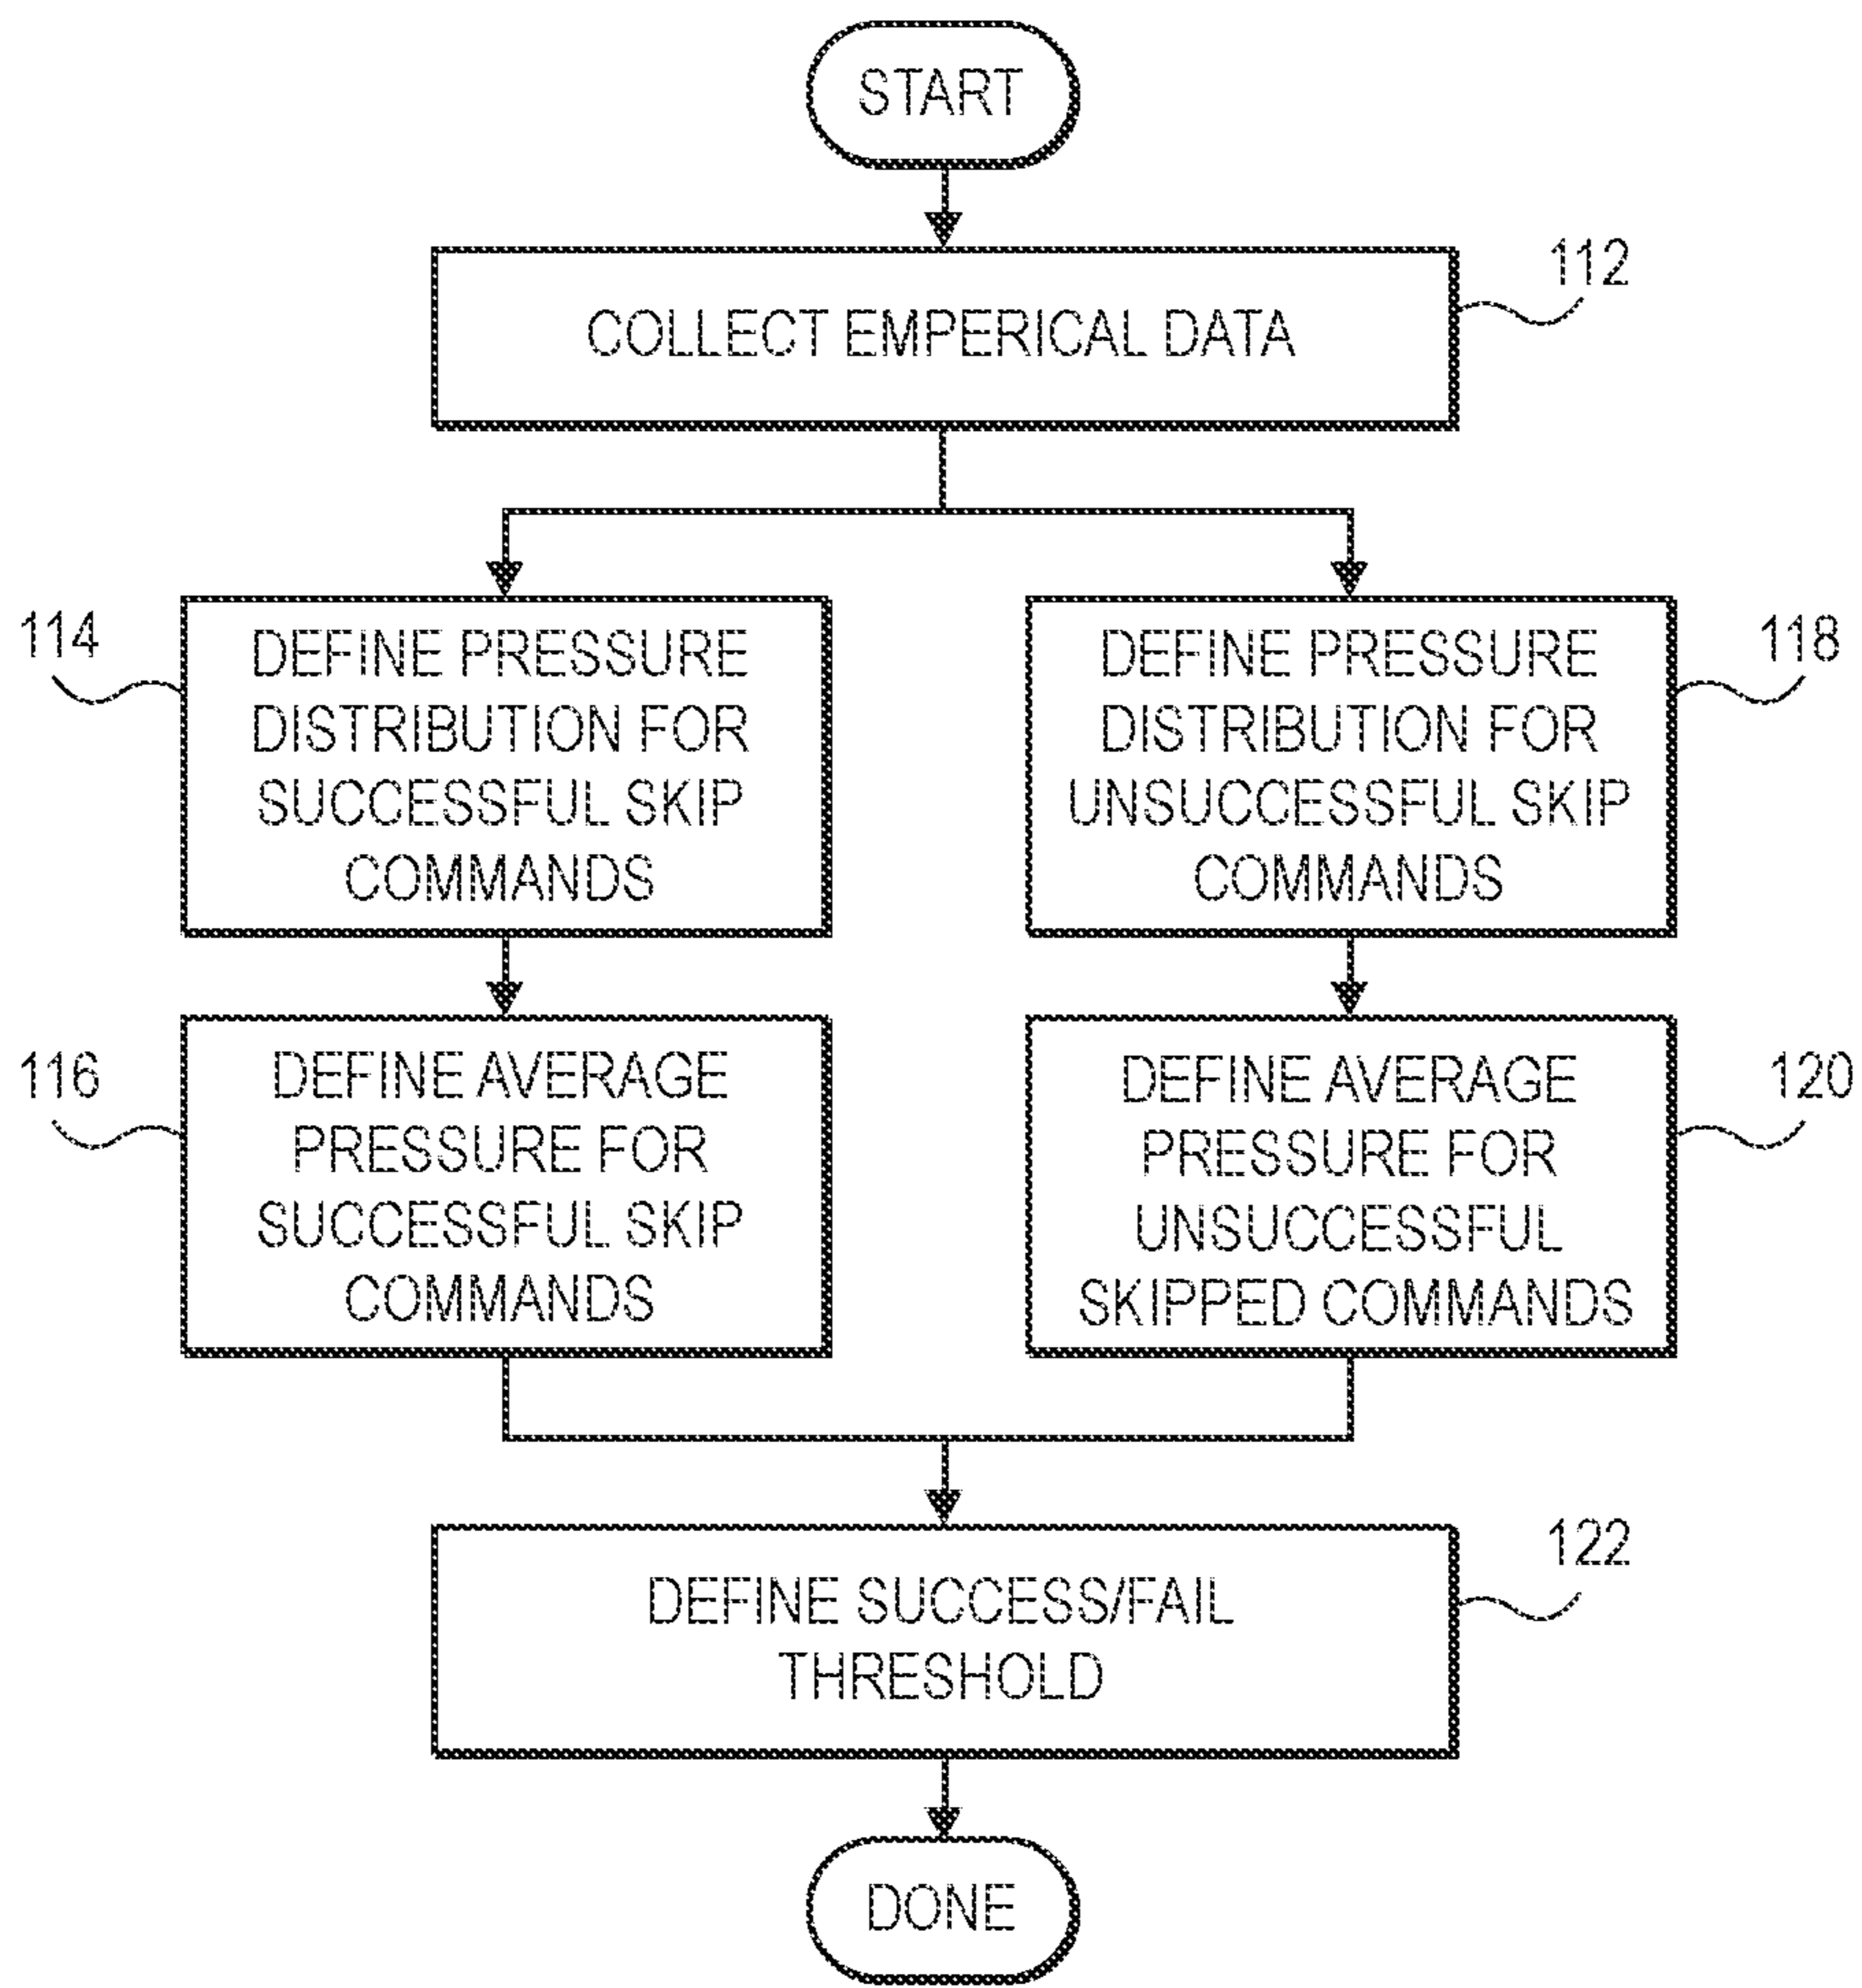 START
COLLECT EMPERICAL DATA
112
114
DEFINE PRESSURE
DISTRIBUTION FOR
SUCCESSFUL SKIP
COMMANDS
DEFINE PRESSURE
DISTRIBUTION FOR
UNSUCCESSFUL SKIP
COMMANDS
118
116
DEFINE AVERAGE
PRESSURE FOR
SUCCESSFUL SKIP
COMMANDS
DEFINE AVERAGE
PRESSURE FOR
UNSUCCESSFUL
SKIPPED COMMANDS
120
DEFINE SUCCESS/FAIL
THRESHOLD
122
DONE